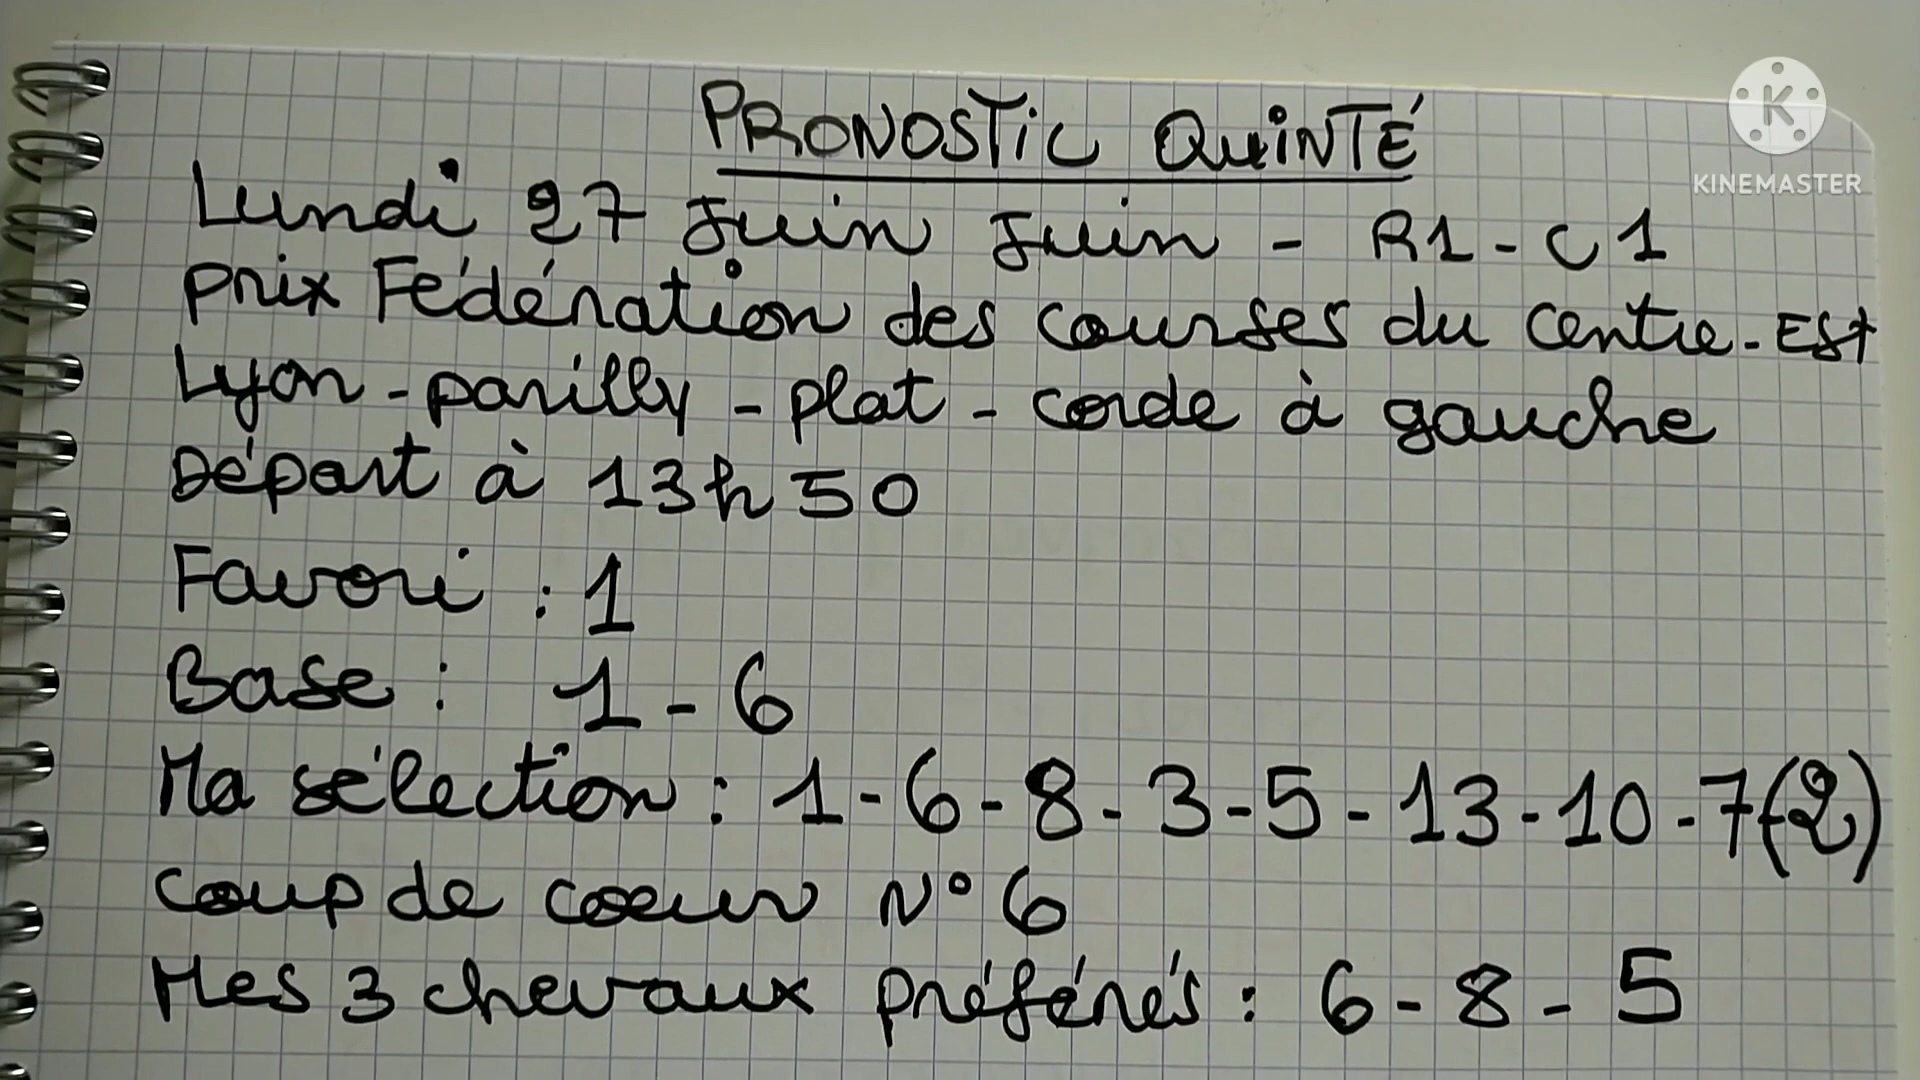 PRONOSTIC QUINTÉ
KINEMASTER
Lundi 27 Juin Juin - R1 - C1
prix Fédération des courses du Centre-Est
Lyon - parilly - plat - corde à gauche
Départ à 13h50
Favori : 1
Base : 1 - 6
Ma sélection : 1 - 6 - 8 - 3 - 5 - 13 - 10 - 7 (2)
Coup de coeur N° 6
Mes 3 chevaux préférés : 6 - 8 - 5